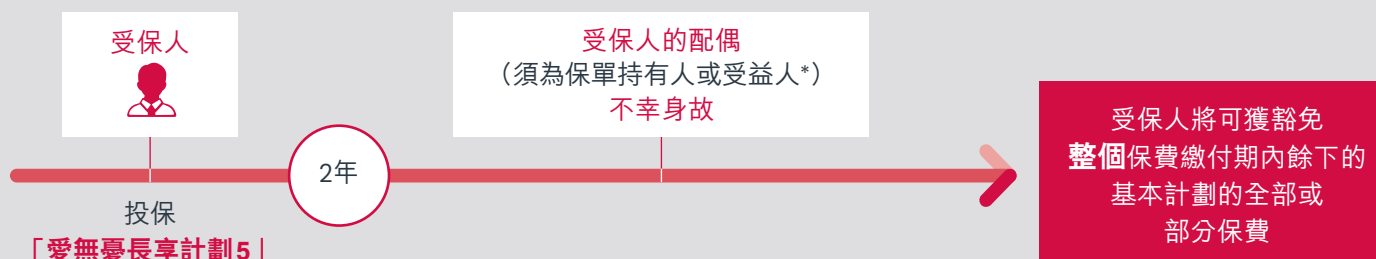 受保人
受保人的配偶
（須為保單持有人或受益人*）
不幸身故
2年
投保
「愛無憂長享計劃5」
受保人將可獲豁免
整個保費繳付期內餘下的
基本計劃的全部或
部分保費